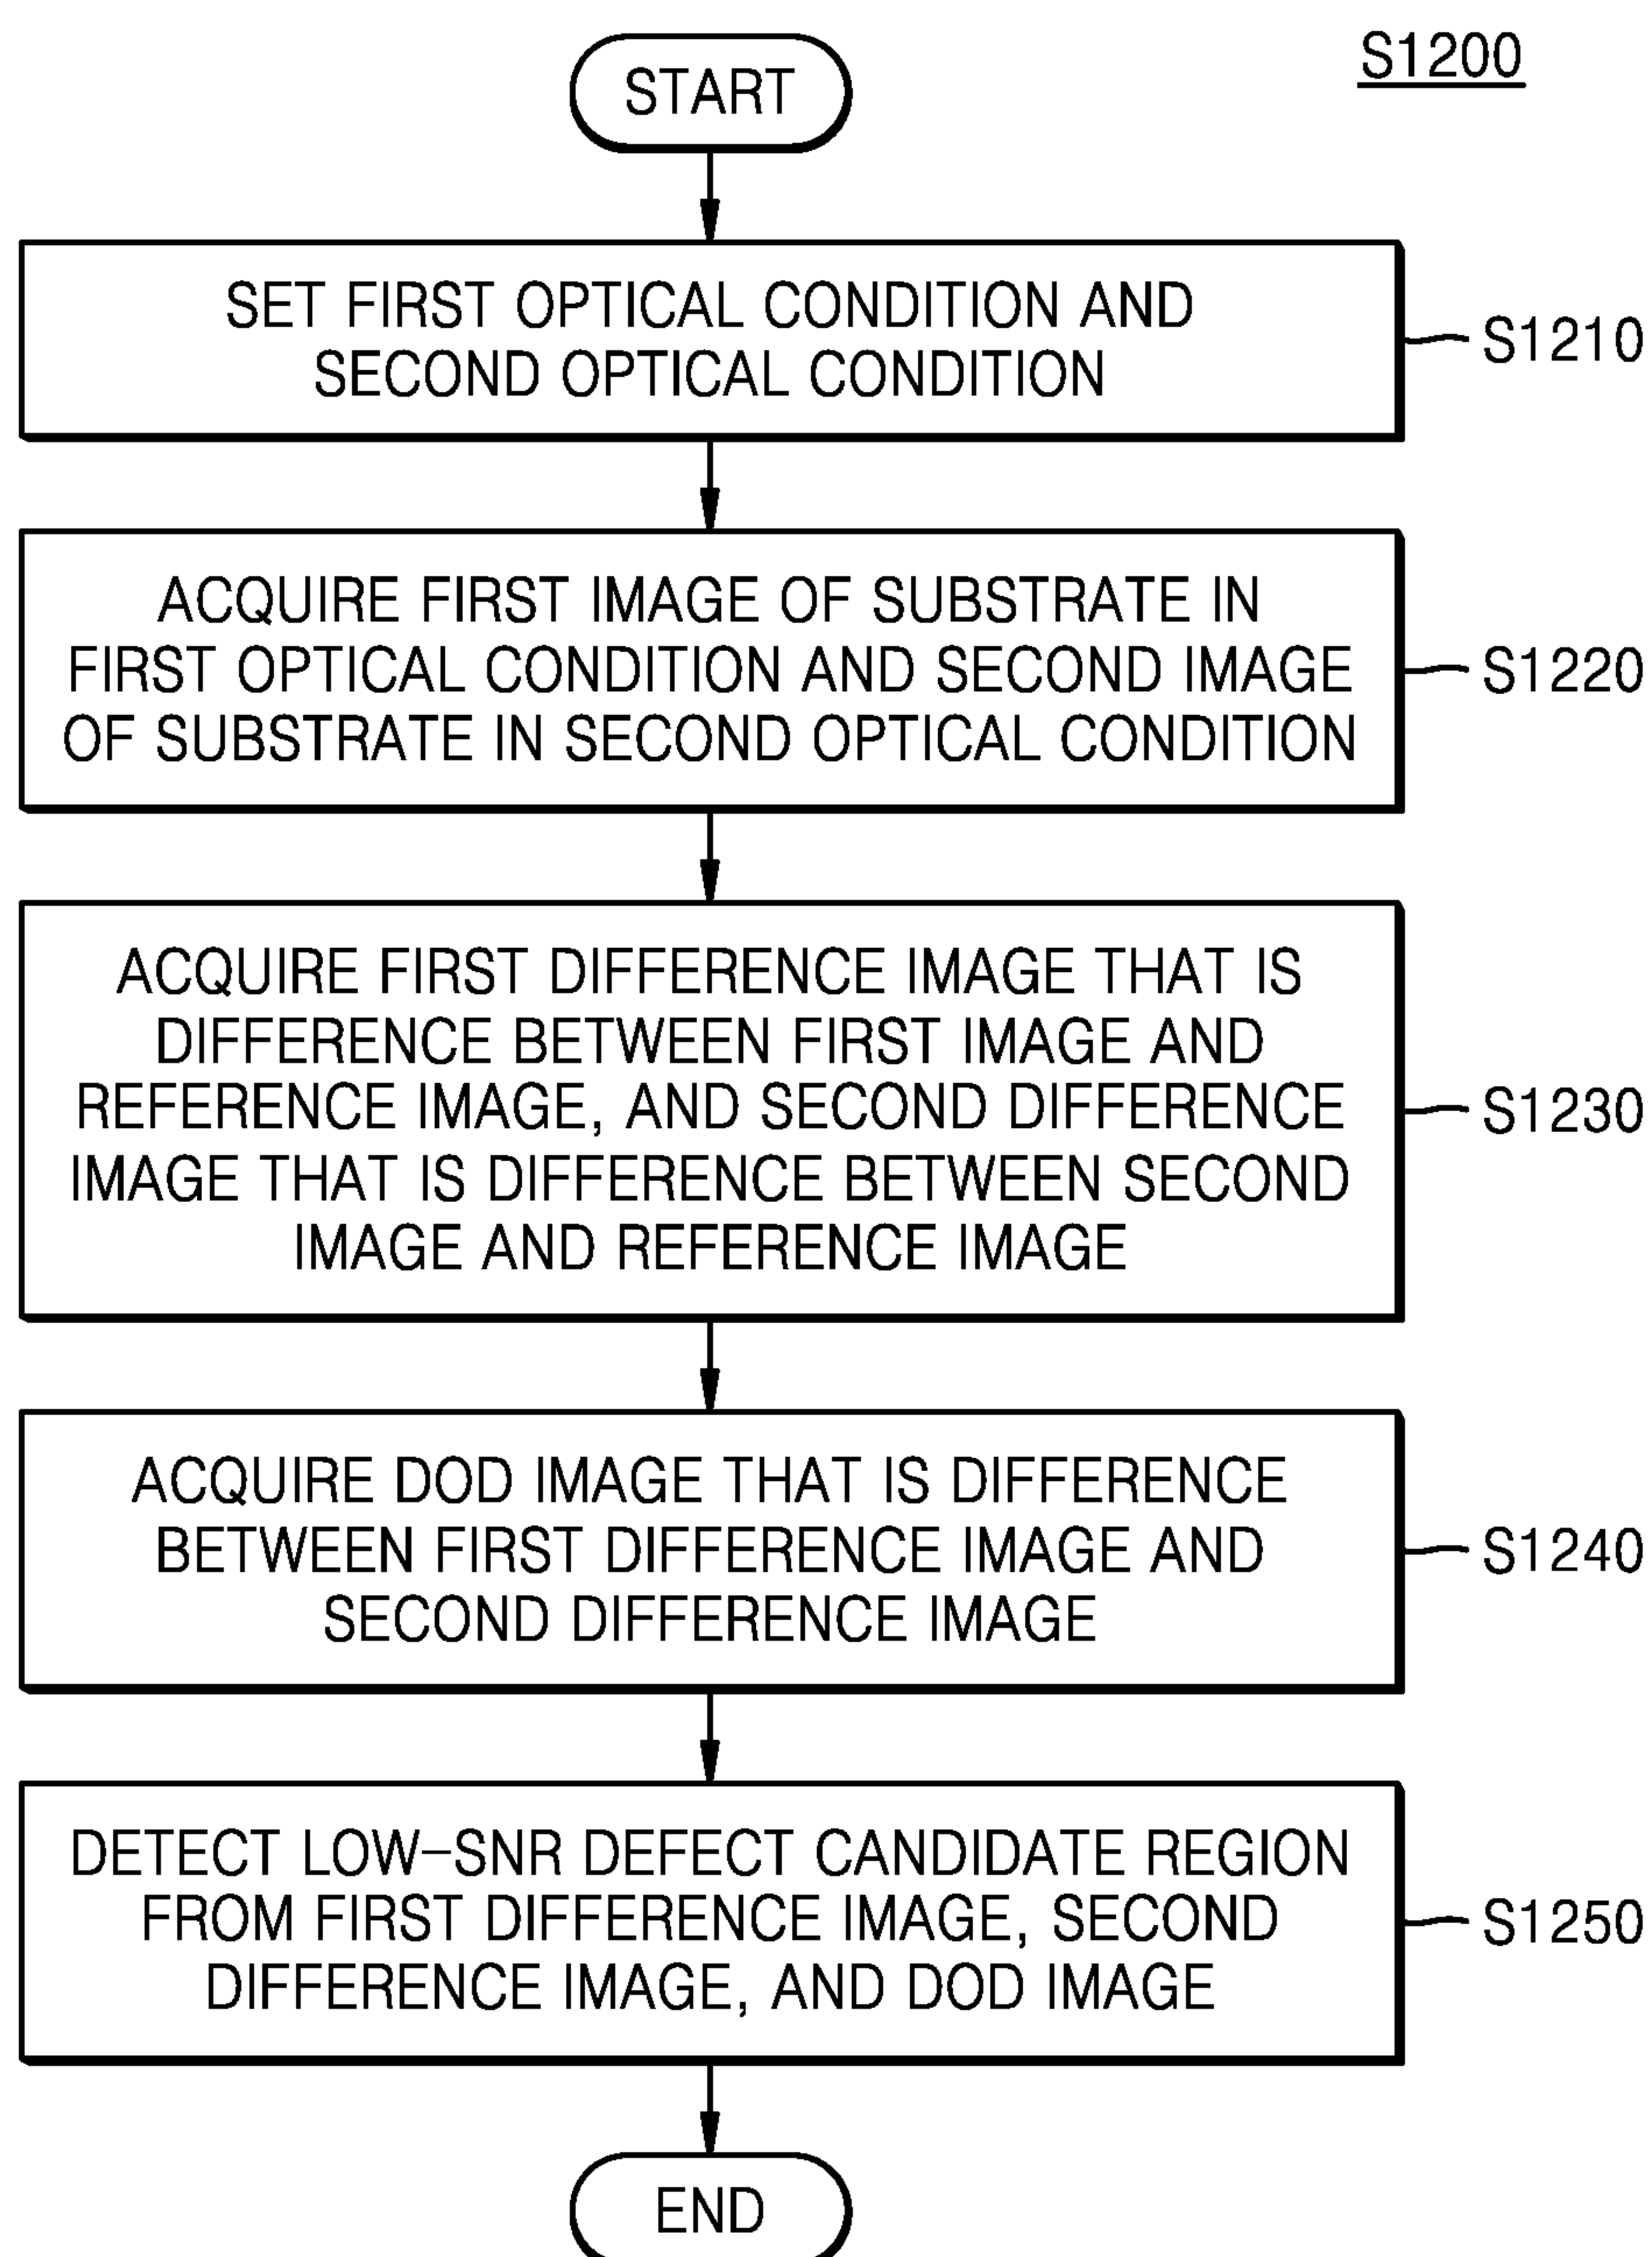 S1200
START
SET FIRST OPTICAL CONDITION AND
SECOND OPTICAL CONDITION
S1210
ACQUIRE FIRST IMAGE OF SUBSTRATE IN
FIRST OPTICAL CONDITION AND SECOND IMAGE
OF SUBSTRATE IN SECOND OPTICAL CONDITION
S1220
ACQUIRE FIRST DIFFERENCE IMAGE THAT IS
DIFFERENCE BETWEEN FIRST IMAGE AND
REFERENCE IMAGE, AND SECOND DIFFERENCE
IMAGE THAT IS DIFFERENCE BETWEEN SECOND
IMAGE AND REFERENCE IMAGE
S1230
ACQUIRE DOD IMAGE THAT IS DIFFERENCE
BETWEEN FIRST DIFFERENCE IMAGE AND
SECOND DIFFERENCE IMAGE
S1240
DETECT LOW-SNR DEFECT CANDIDATE REGION
FROM FIRST DIFFERENCE IMAGE, SECOND
DIFFERENCE IMAGE, AND DOD IMAGE
S1250
END